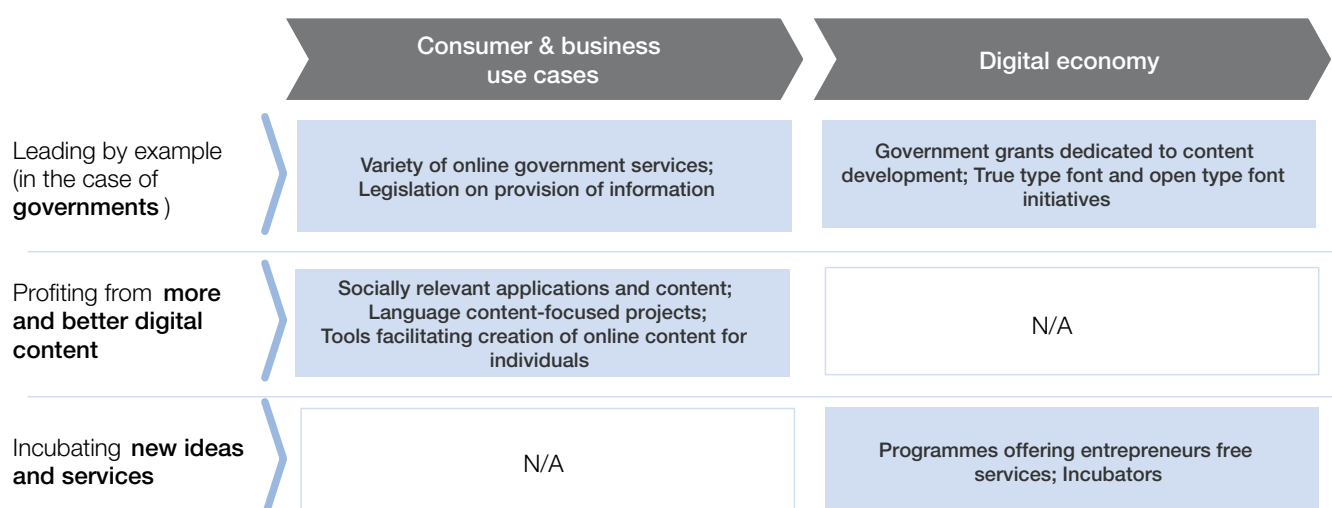 Consumer & business
use cases
Digital economy
Leading by example
(in the case of
governments )
Variety of online government services;
Legislation on provision of information
Government grants dedicated to content
development; True type font and open type font
initiatives
Profiting from more
and better digital
content
Socially relevant applications and content;
Language content-focused projects;
Tools facilitating creation of online content for
individuals
N/A
Incubating new ideas
and services
N/A
Programmes offering entrepreneurs free
services; Incubators